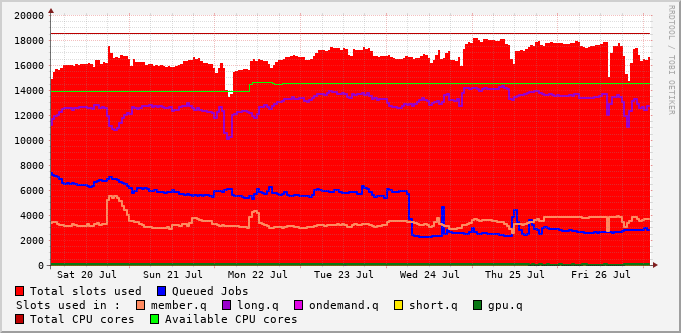 20000
18000
16000
14000
12000
10000
8000
6000
4000
2000
0
Sat 20 Jul Sun 21 Jul Mon 22 Jul Tue 23 Jul Wed 24 Jul Thu 25 Jul Fri 26 Jul
Total slots used Queued Jobs
Slots used in : member.q long.q ondemand.q short.q gpu.q
Total CPU cores Available CPU cores
RRDTOOL / TOBI OETIKER